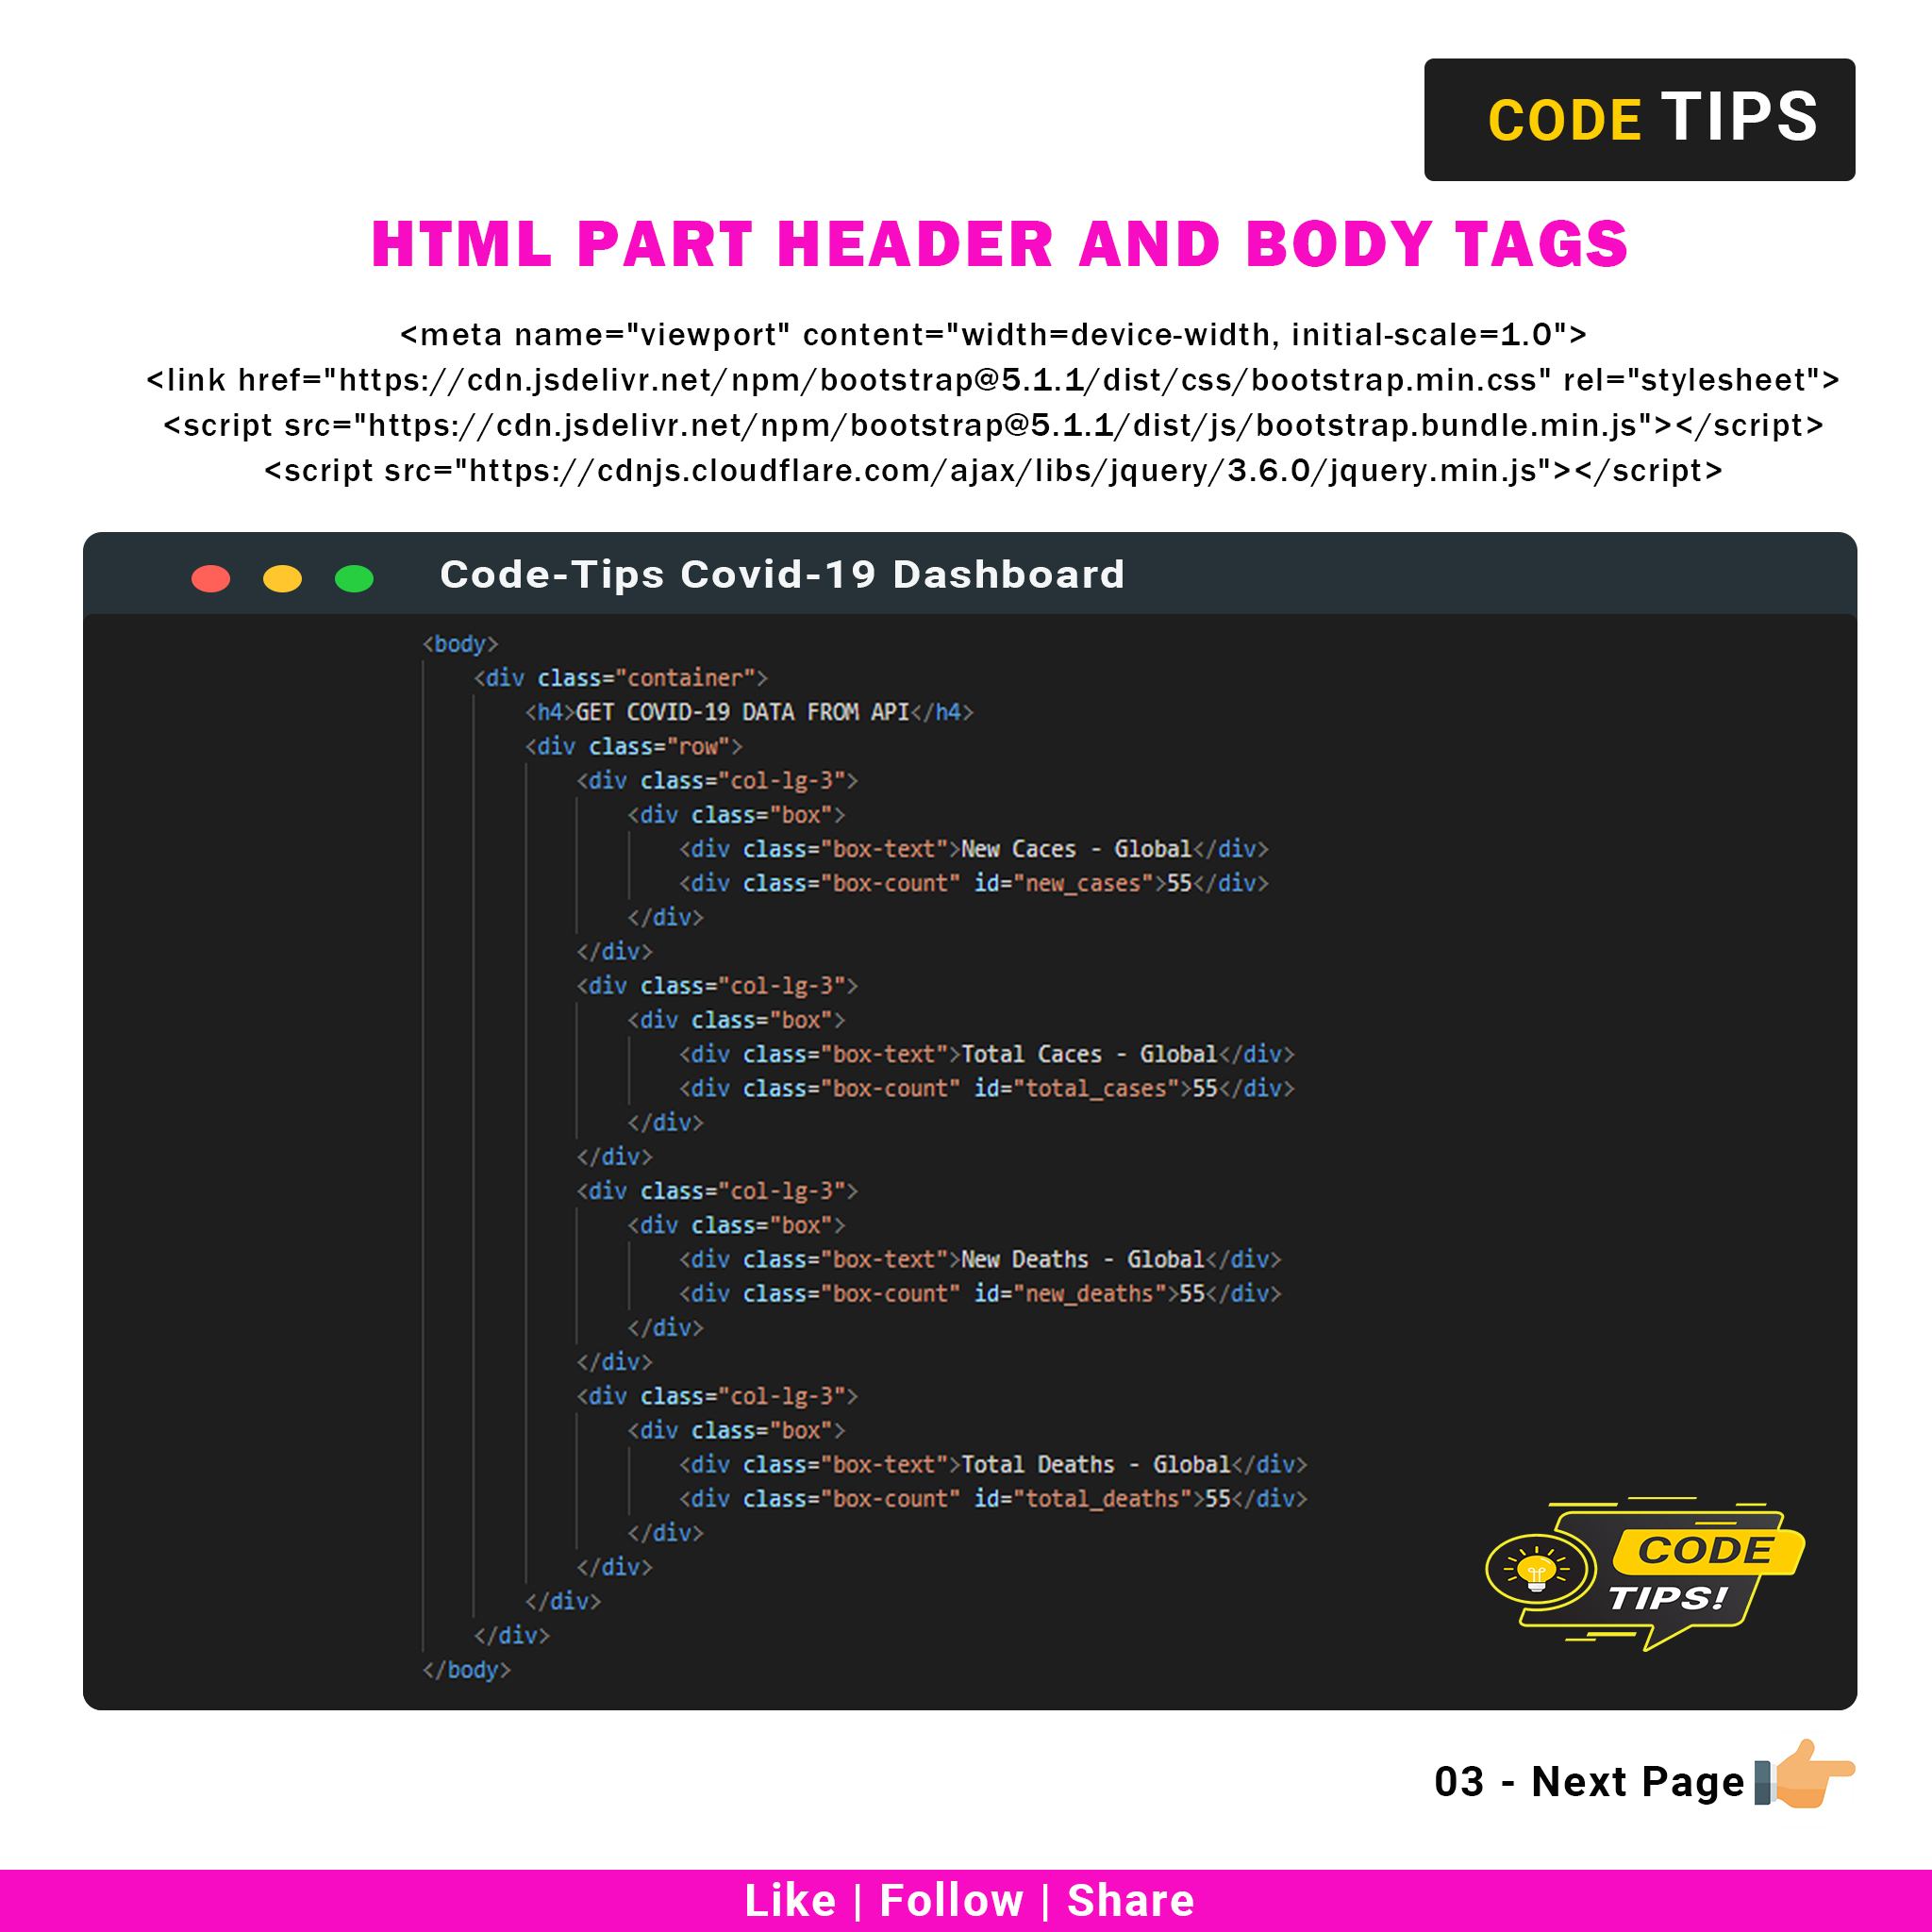 CODE TIPS
HTML PART HEADER AND BODY TAGS
<meta name="viewport" content="width=device-width, initial-scale=1.0">
<link href="https://cdn.jsdelivr.net/npm/bootstrap@5.1.1/dist/css/bootstrap.min.css" rel="stylesheet">
<script src="https://cdn.jsdelivr.net/npm/bootstrap@5.1.1/dist/js/bootstrap.bundle.min.js"></script>
<script src="https://cdnjs.cloudflare.com/ajax/libs/jquery/3.6.0/jquery.min.js"></script>
Code-Tips Covid-19 Dashboard
<body>
    <div class="container">
        <h4>GET COVID-19 DATA FROM API</h4>
        <div class="row">
            <div class="col-lg-3">
                <div class="box">
                    <div class="box-text">New Caces - Global</div>
                    <div class="box-count" id="new_cases">55</div>
                </div>
            </div>
            <div class="col-lg-3">
                <div class="box">
                    <div class="box-text">Total Caces - Global</div>
                    <div class="box-count" id="total_cases">55</div>
                </div>
            </div>
            <div class="col-lg-3">
                <div class="box">
                    <div class="box-text">New Deaths - Global</div>
                    <div class="box-count" id="new_deaths">55</div>
                </div>
            </div>
            <div class="col-lg-3">
                <div class="box">
                    <div class="box-text">Total Deaths - Global</div>
                    <div class="box-count" id="total_deaths">55</div>
                </div>
            </div>
        </div>
    </div>
</body>
CODE
TIPS!
03 - Next Page
Like | Follow | Share